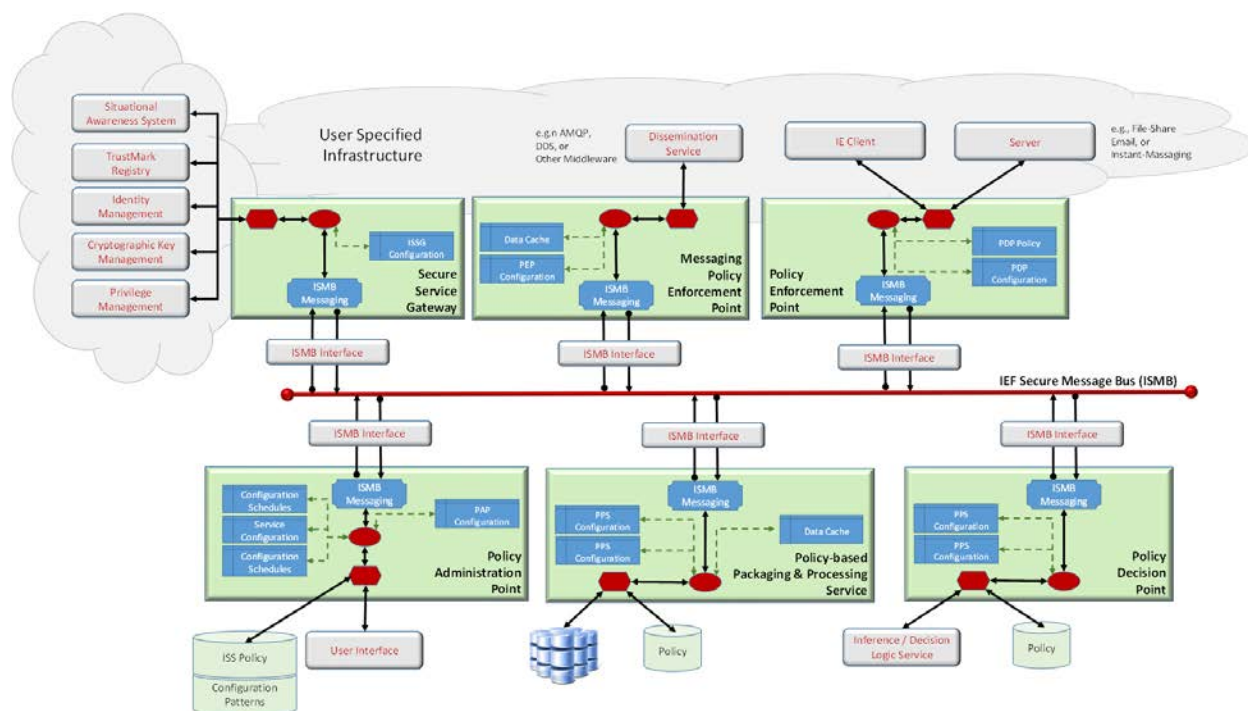 Situational
Awareness System
TrustMark
Registry
Identity
Management
Cryptographic Key
Management
Privilege
Management
User Specified
Infrastructure
e.g.n AMQP,
DDS, or
Other Middleware
Dissemination
Service
IE Client
Server
e.g., File-Share
Email, or
Instant-Massaging
ISSG
Configuration
ISMB
Messaging
Secure
Service
Gateway
Data Cache
PEP
Configuration
ISMB
Messaging
Messaging
Policy
Enforcement
Point
PDP Policy
PDP
Configuration
ISMB
Messaging
Policy
Enforcement
Point
ISMB Interface
ISMB Interface
ISMB Interface
IEF Secure Message Bus (ISMB)
ISMB Interface
ISMB Interface
ISMB Interface
Configuration
Schedules
Service
Configuration
Configuration
Schedules
ISMB
Messaging
PAP
Configuration
Policy
Administration
Point
PPS
Configuration
PPS
Configuration
ISMB
Messaging
Data Cache
Policy-based
Packaging & Processing
Service
PPS
Configuration
PPS
Configuration
ISMB
Messaging
Policy
Decision
Point
ISS Policy
Configuration
Patterns
User Interface
Policy
Inference / Decision
Logic Service
Policy